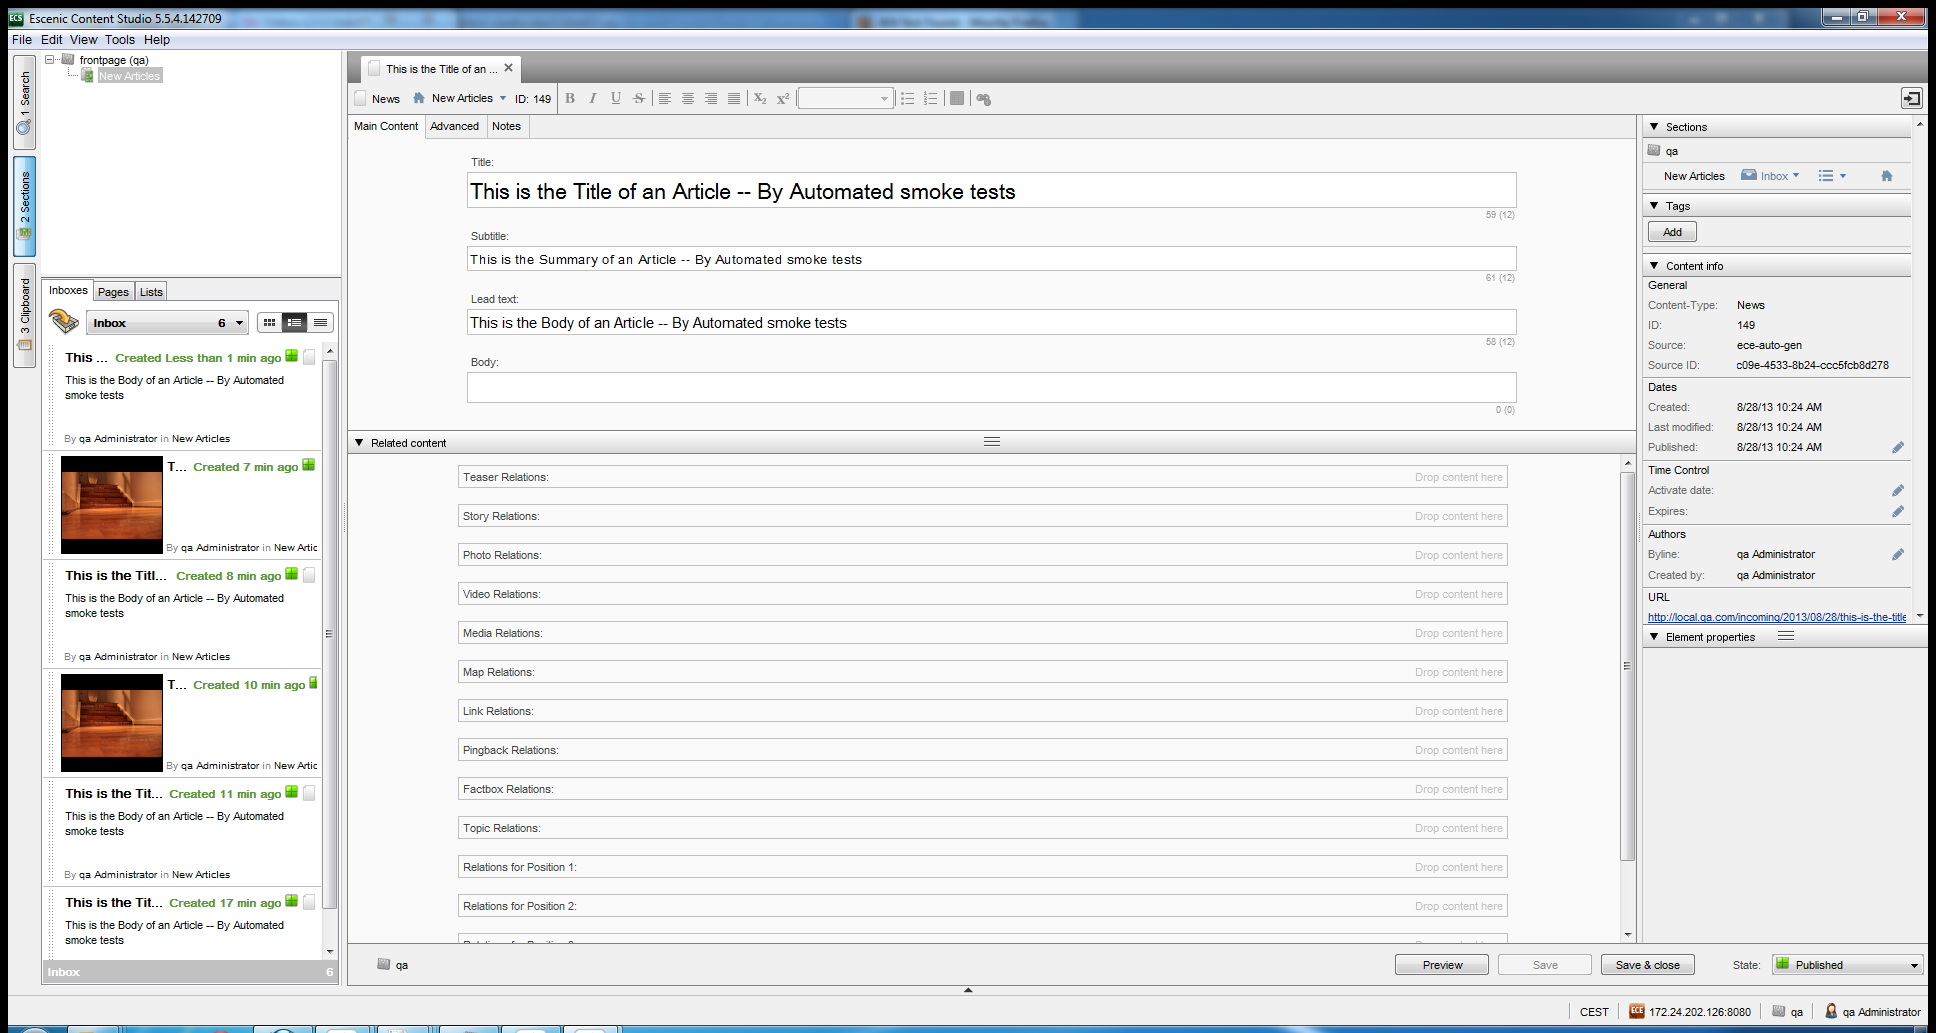 Escenic Content Studio 5.5.4.142709
File Edit View Tools Help
1 Search
2 Sections
3 Clipboard
frontpage (qa)
New Articles
Inboxes Pages Lists
Inbox 6
This ... Created Less than 1 min ago
This is the Body of an Article -- By Automated
smoke tests
By qa Administrator in New Articles
T... Created 7 min ago
By qa Administrator in New Artic
This is the Titl... Created 8 min ago
This is the Body of an Article -- By Automated
smoke tests
By qa Administrator in New Articles
T... Created 10 min ago
By qa Administrator in New Artic
This is the Tit... Created 11 min ago
This is the Body of an Article -- By Automated
smoke tests
By qa Administrator in New Articles
This is the Tit... Created 17 min ago
This is the Body of an Article -- By Automated
smoke tests
Inbox 6
This is the Title of an ...
News New Articles ID: 149 B I U S X2 X2
Main Content Advanced Notes
Title:
This is the Title of an Article -- By Automated smoke tests
59 (12)
Subtitle:
This is the Summary of an Article -- By Automated smoke tests
61 (12)
Lead text:
This is the Body of an Article -- By Automated smoke tests
58 (12)
Body:
0 (0)
Related content
Teaser Relations: Drop content here
Story Relations: Drop content here
Photo Relations: Drop content here
Video Relations: Drop content here
Media Relations: Drop content here
Map Relations: Drop content here
Link Relations: Drop content here
Pingback Relations: Drop content here
Factbox Relations: Drop content here
Topic Relations: Drop content here
Relations for Position 1: Drop content here
Relations for Position 2: Drop content here
qa
Preview Save Save & close State: Published
Sections
qa
New Articles Inbox
Tags
Add
Content info
General
Content-Type: News
ID: 149
Source: ece-auto-gen
Source ID: c09e-4533-8b24-ccc5fcb8d278
Dates
Created: 8/28/13 10:24 AM
Last modified: 8/28/13 10:24 AM
Published: 8/28/13 10:24 AM
Time Control
Activate date:
Expires:
Authors
Byline: qa Administrator
Created by: qa Administrator
URL
http://local.qa.com/incoming/2013/08/28/this-is-the-title
Element properties
CEST ECE 172.24.202.126:8080 qa qa Administrator